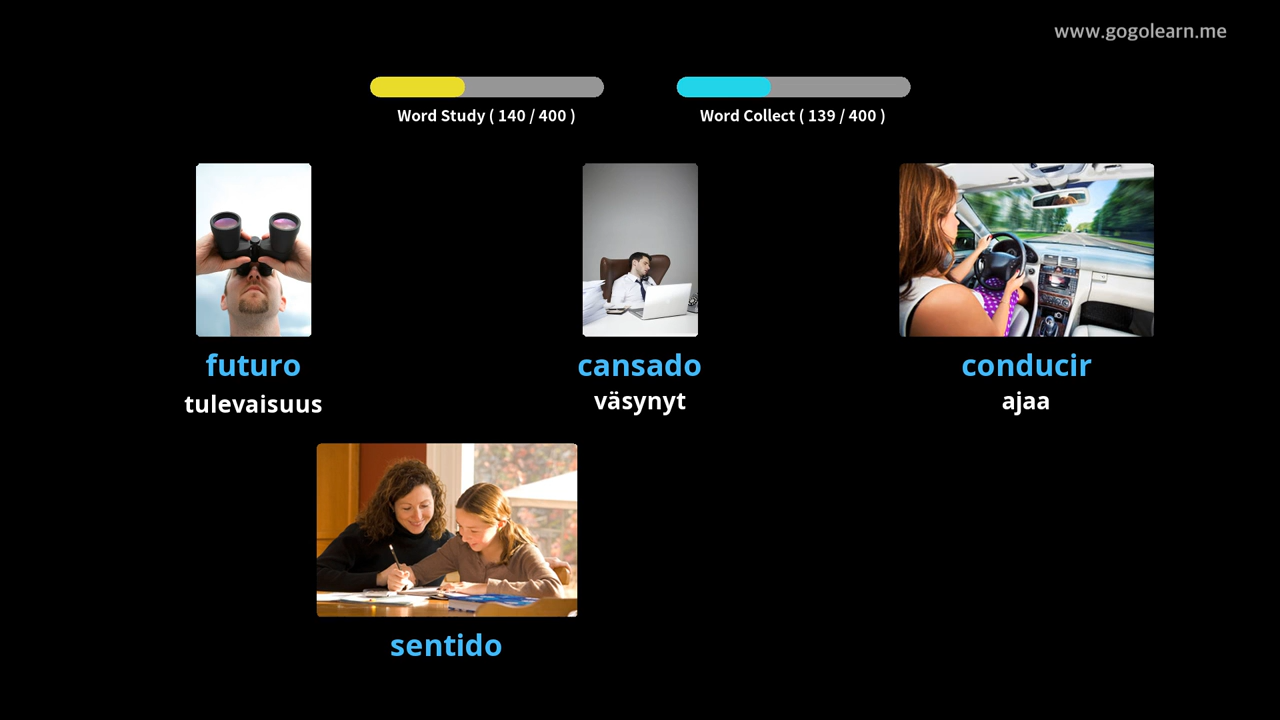 www.gogolearn.me
Word Study ( 140 / 400 )
Word Collect ( 139 / 400 )
futuro
tulevaisuus
cansado
väsynyt
conducir
ajaa
sentido